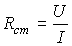 R_cm = U/I